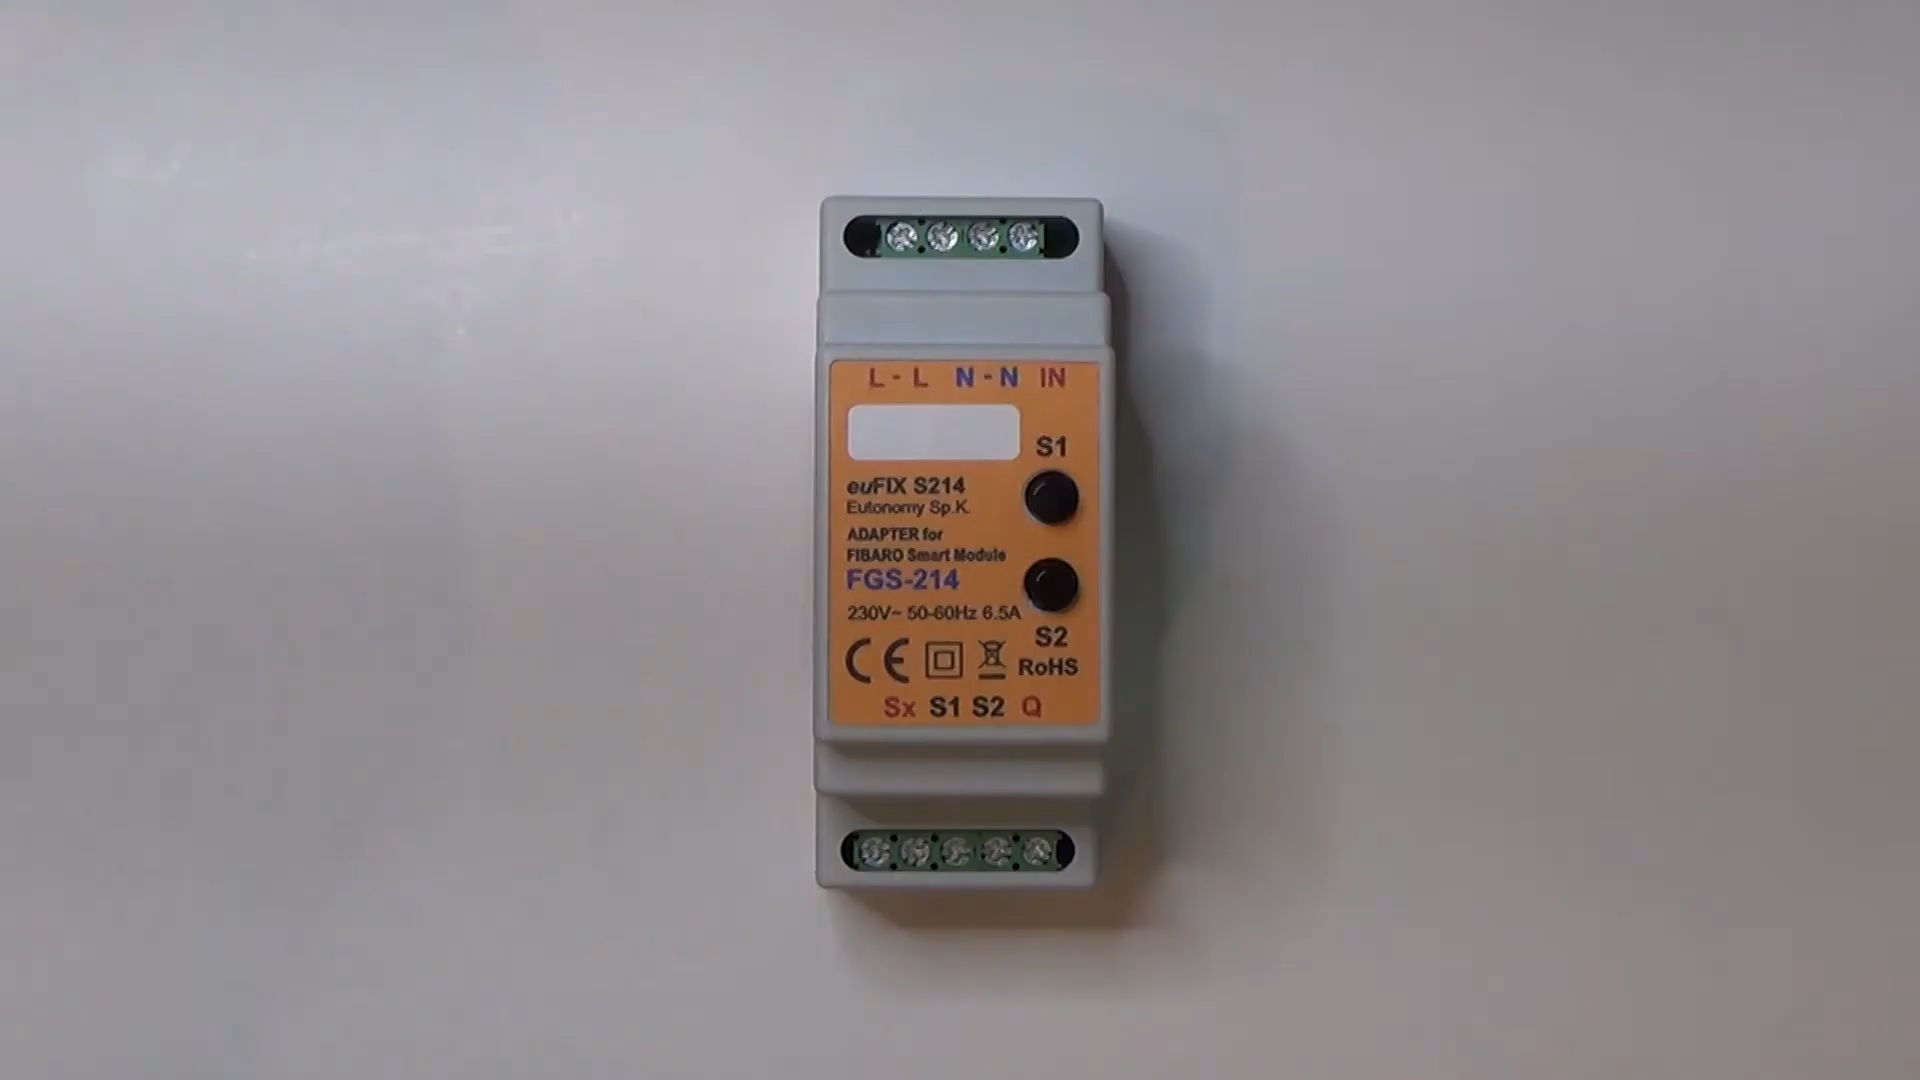 L - L N - N IN
S1
euFIX S214
Eutonomy Sp.K.
ADAPTER for
FIBARO Smart Module
FGS-214
230V~ 50-60Hz 6.5A
S2
CE RoHS
Sx S1 S2 Q